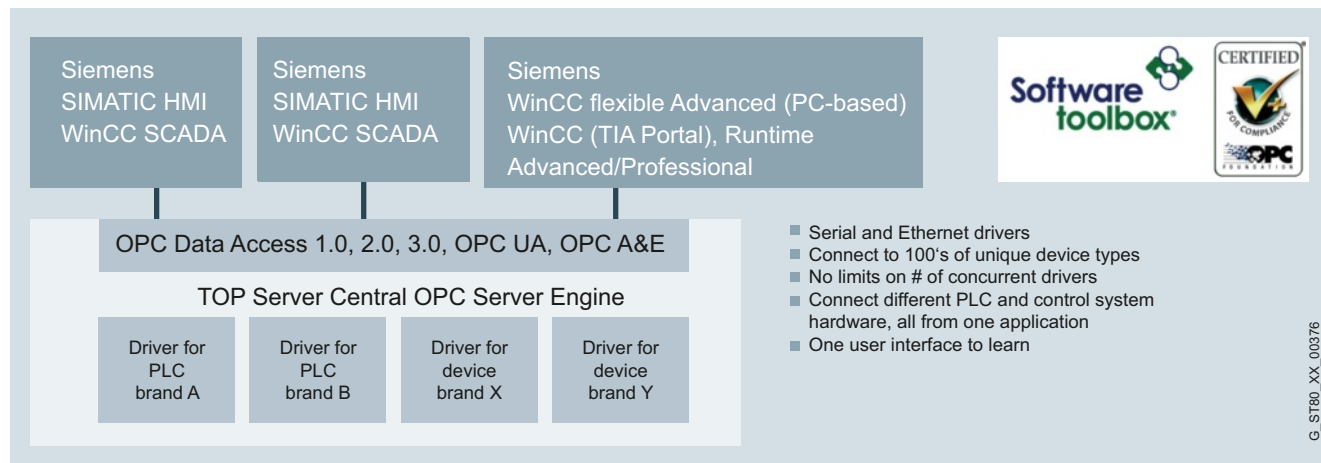 Siemens
SIMATIC HMI
WinCC SCADA
Siemens
SIMATIC HMI
WinCC SCADA
Siemens
WinCC flexible Advanced (PC-based)
WinCC (TIA Portal), Runtime
Advanced/Professional
Software
toolbox®
CERTIFIED
FOR COMPLIANCE
OPC
FOUNDATION
OPC Data Access 1.0, 2.0, 3.0, OPC UA, OPC A&E
TOP Server Central OPC Server Engine
Driver for
PLC
brand A
Driver for
PLC
brand B
Driver for
device
brand X
Driver for
device
brand Y
Serial and Ethernet drivers
Connect to 100‘s of unique device types
No limits on # of concurrent drivers
Connect different PLC and control system
hardware, all from one application
One user interface to learn
G_ST80_XX_00376